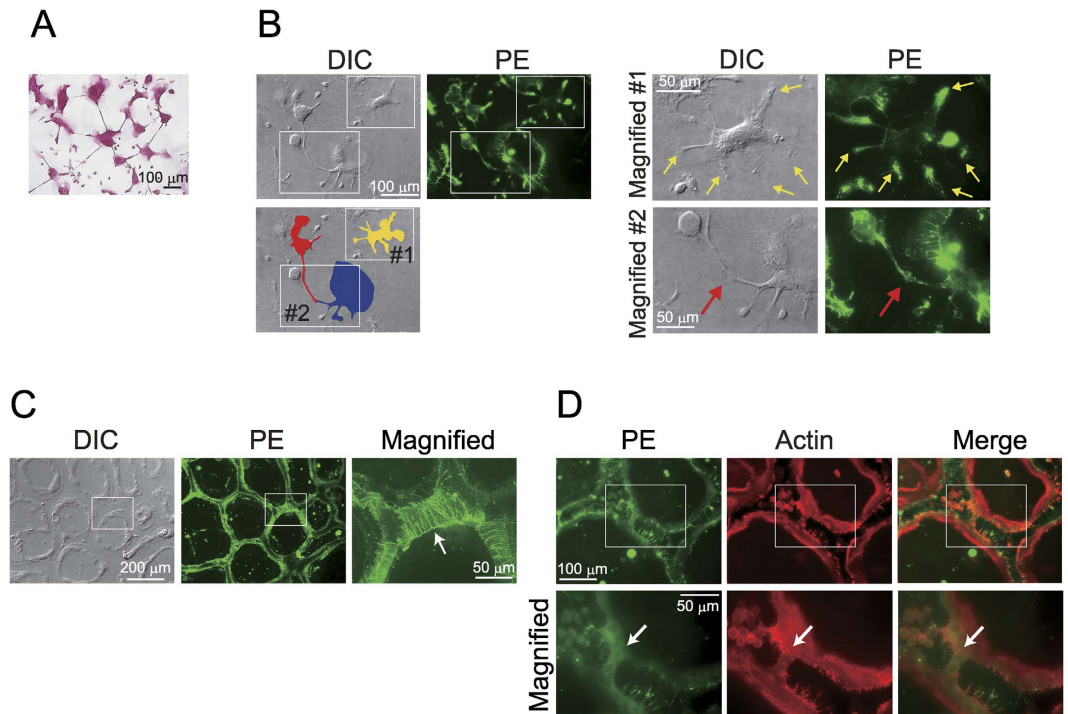 A
100 μm
B
DIC
PE
100 μm
#1
#2
DIC
PE
Magnified #1
50 μm
Magnified #2
50 μm
C
DIC
PE
Magnified
200 μm
50 μm
D
PE
Actin
Merge
100 μm
Magnified
50 μm